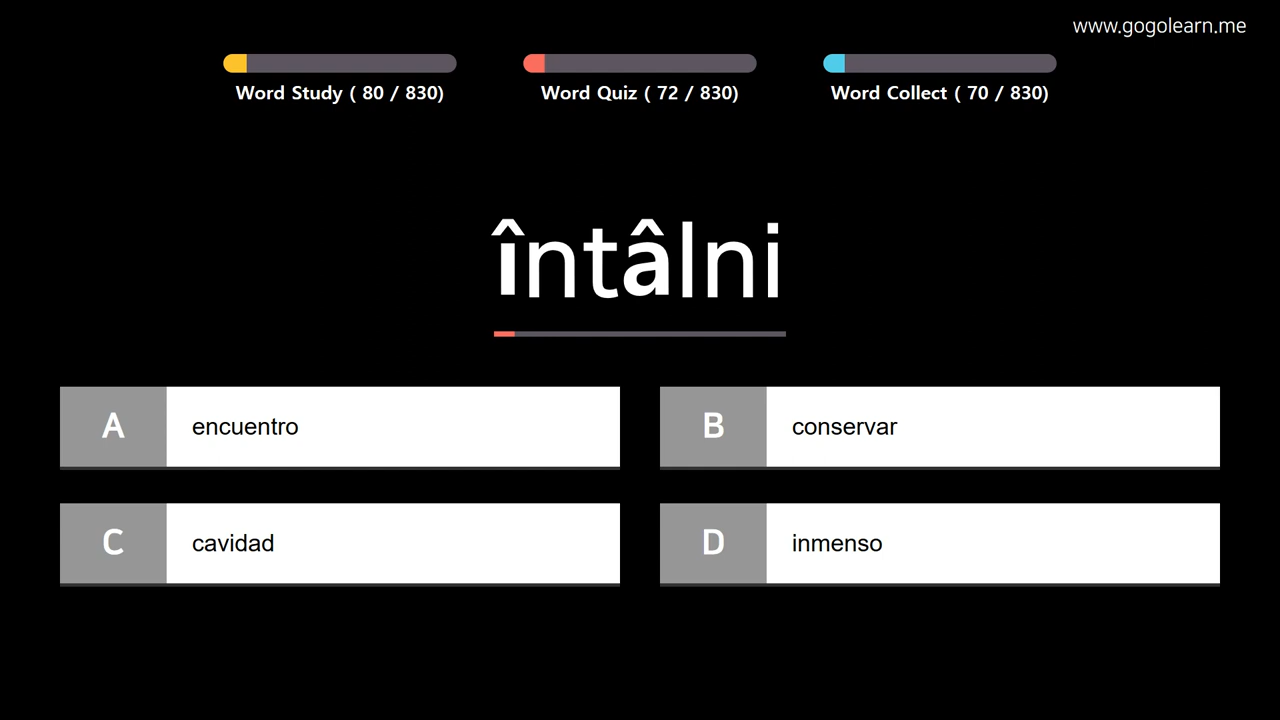 www.gogolearn.me
Word Study ( 80 / 830)
Word Quiz ( 72 / 830)
Word Collect ( 70 / 830)
întâlni
A encuentro
B conservar
C cavidad
D inmenso